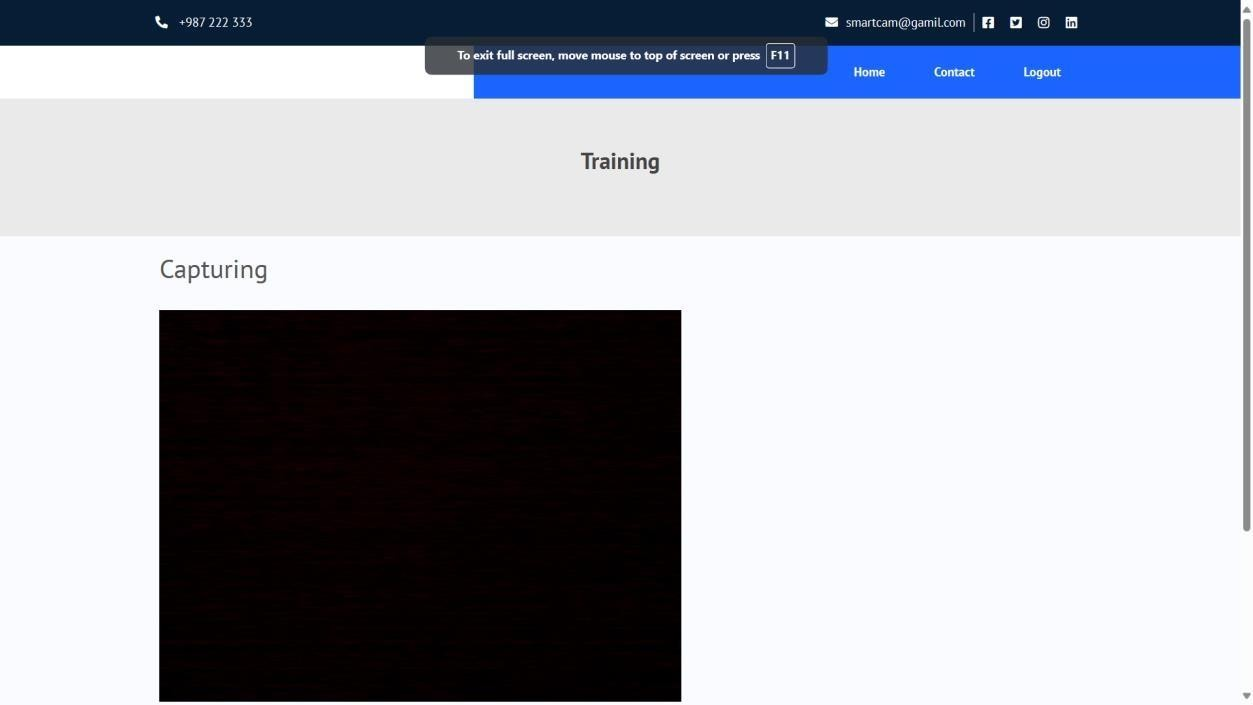 +987 222 333
smartcam@gamil.com
To exit full screen, move mouse to top of screen or press F11
Home Contact Logout
Training
Capturing